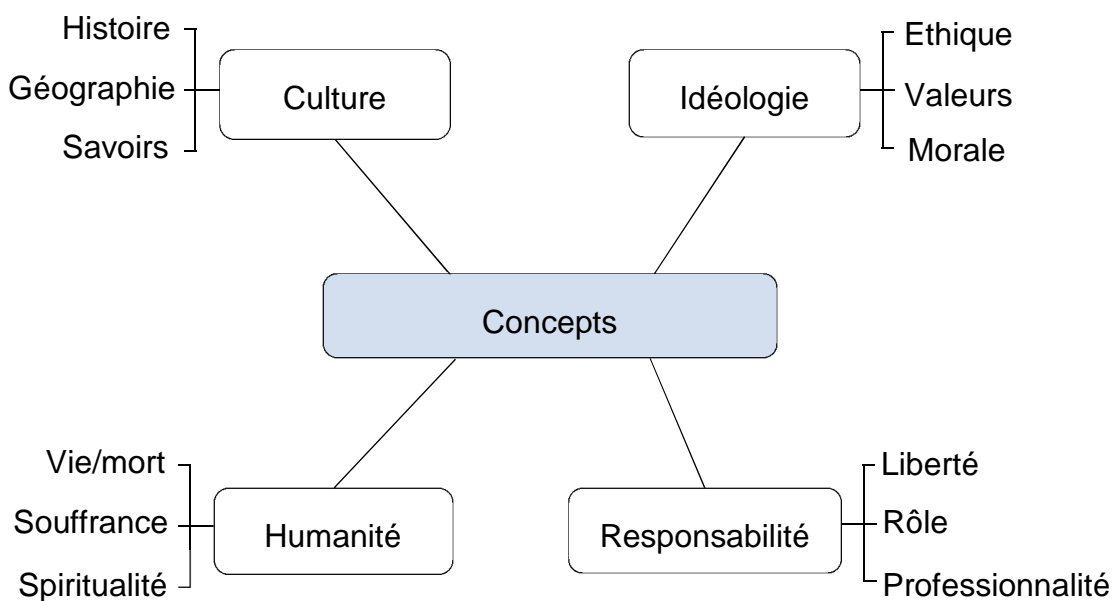 Histoire
Géographie
Savoirs
Culture
Idéologie
Ethique
Valeurs
Morale
Concepts
Vie/mort
Souffrance
Spiritualité
Humanité
Responsabilité
Liberté
Rôle
Professionnalité